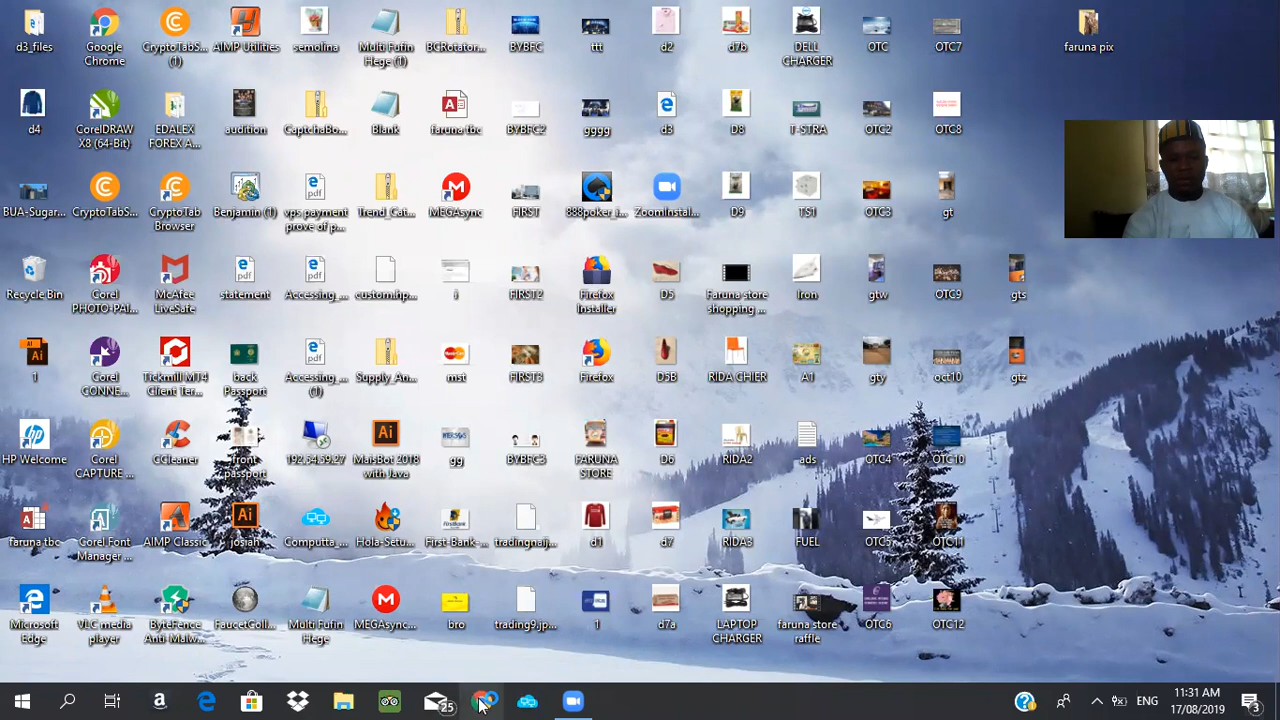 d3_files
Google
Chrome
CryptoTabS...
(1)
AIMP Utilities
semolina
Multi Fufin
Hege (1)
BCRotator...
BYBFC
ttt
d2
d7b
DELL
CHARGER
OTC
OTC7
faruna pix
d4
CorelDRAW
X8 (64-Bit)
EDALEX
FOREX A...
audition
CaptchaBo...
Blank
faruna tbc
BYBFC2
gggg
d3
D8
T-STRA
OTC2
OTC8
BUA-Sugar...
CryptoTabS...
CryptoTab
Browser
Benjamin (1)
vps payment
prove of p...
Trend_Cat...
MEGAsync
FIRST
888poker_i...
ZoomInstal...
D9
TS1
OTC3
gt
Recycle Bin
Corel
PHOTO-PAI...
McAfee
LiveSafe
statement
Accessing_...
custom.hp...
i
FIRST2
Firefox
Installer
D5
Faruna store
shopping ...
Iron
gtw
OTC9
gts
1
Corel
CONNE...
Tickmill MT4
Client Ter...
back
Passport
Accessing_...
(1)
Supply_An...
mst
FIRST3
Firefox
D5B
RIDA CHIER
A1
gty
oct10
gtz
HP Welcome
Corel
CAPTURE ...
CCleaner
front
passport
192.64.59.27
MaisBot 2018
with Java
gg
BYBFC3
FARUNA
STORE
D6
RIDA2
ads
OTC4
OTC10
faruna tbc
Corel Font
Manager ...
AIMP Classic
josiah
Computta_...
Hola-Setu...
First-Bank-...
tradingnaij...
d1
d7
RIDA3
FUEL
OTC5
OTC11
Microsoft
Edge
VLC media
player
ByteFence
Anti-Malw...
FaucetColl...
Multi Fufin
Hege
MEGAsync...
bro
trading9.jp...
1
d7a
LAPTOP
CHARGER
faruna store
raffle
OTC6
OTC12
25
ENG
11:31 AM
17/08/2019
3